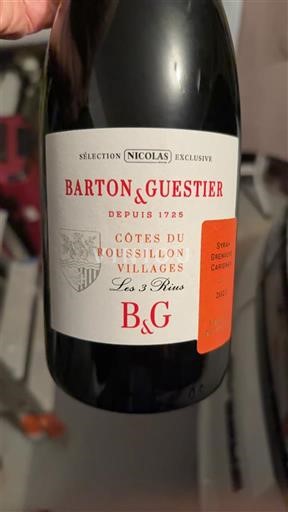 SÉLECTION NICOLAS EXCLUSIVE
BARTON & GUESTIER
DEPUIS 1725
CÔTES DU
ROUSSILLON
VILLAGES
Les 3 Rius
B&G
SYRAH
GRENACHE
CARIGNAN